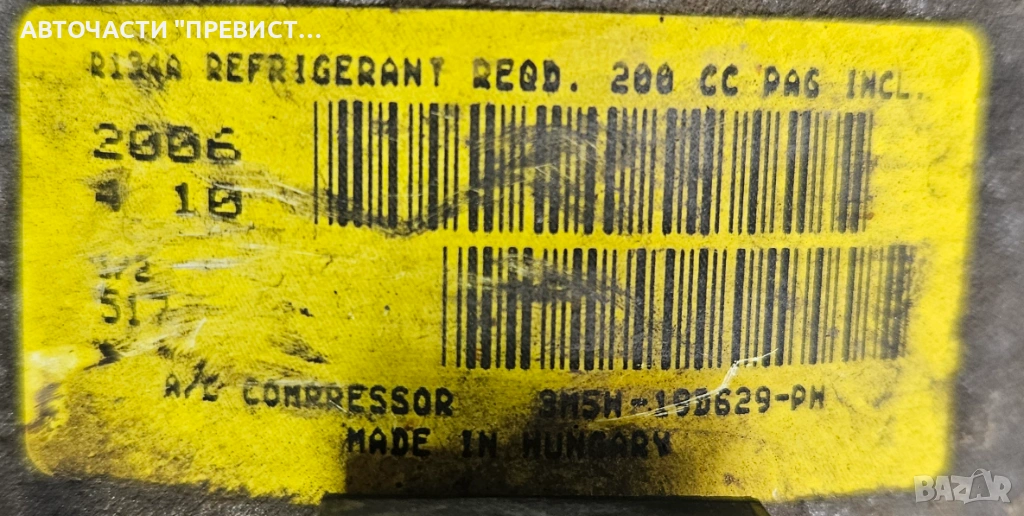 АВТОЧАСТИ "ПРЕВИСТ...
R134A REFRIGERANT REQD. 200 CC PAG INCL.
2006
4 10
517
A/C COMPRESSOR 3M5H-19D629-PH
MADE IN HUNGARY
BAZAR